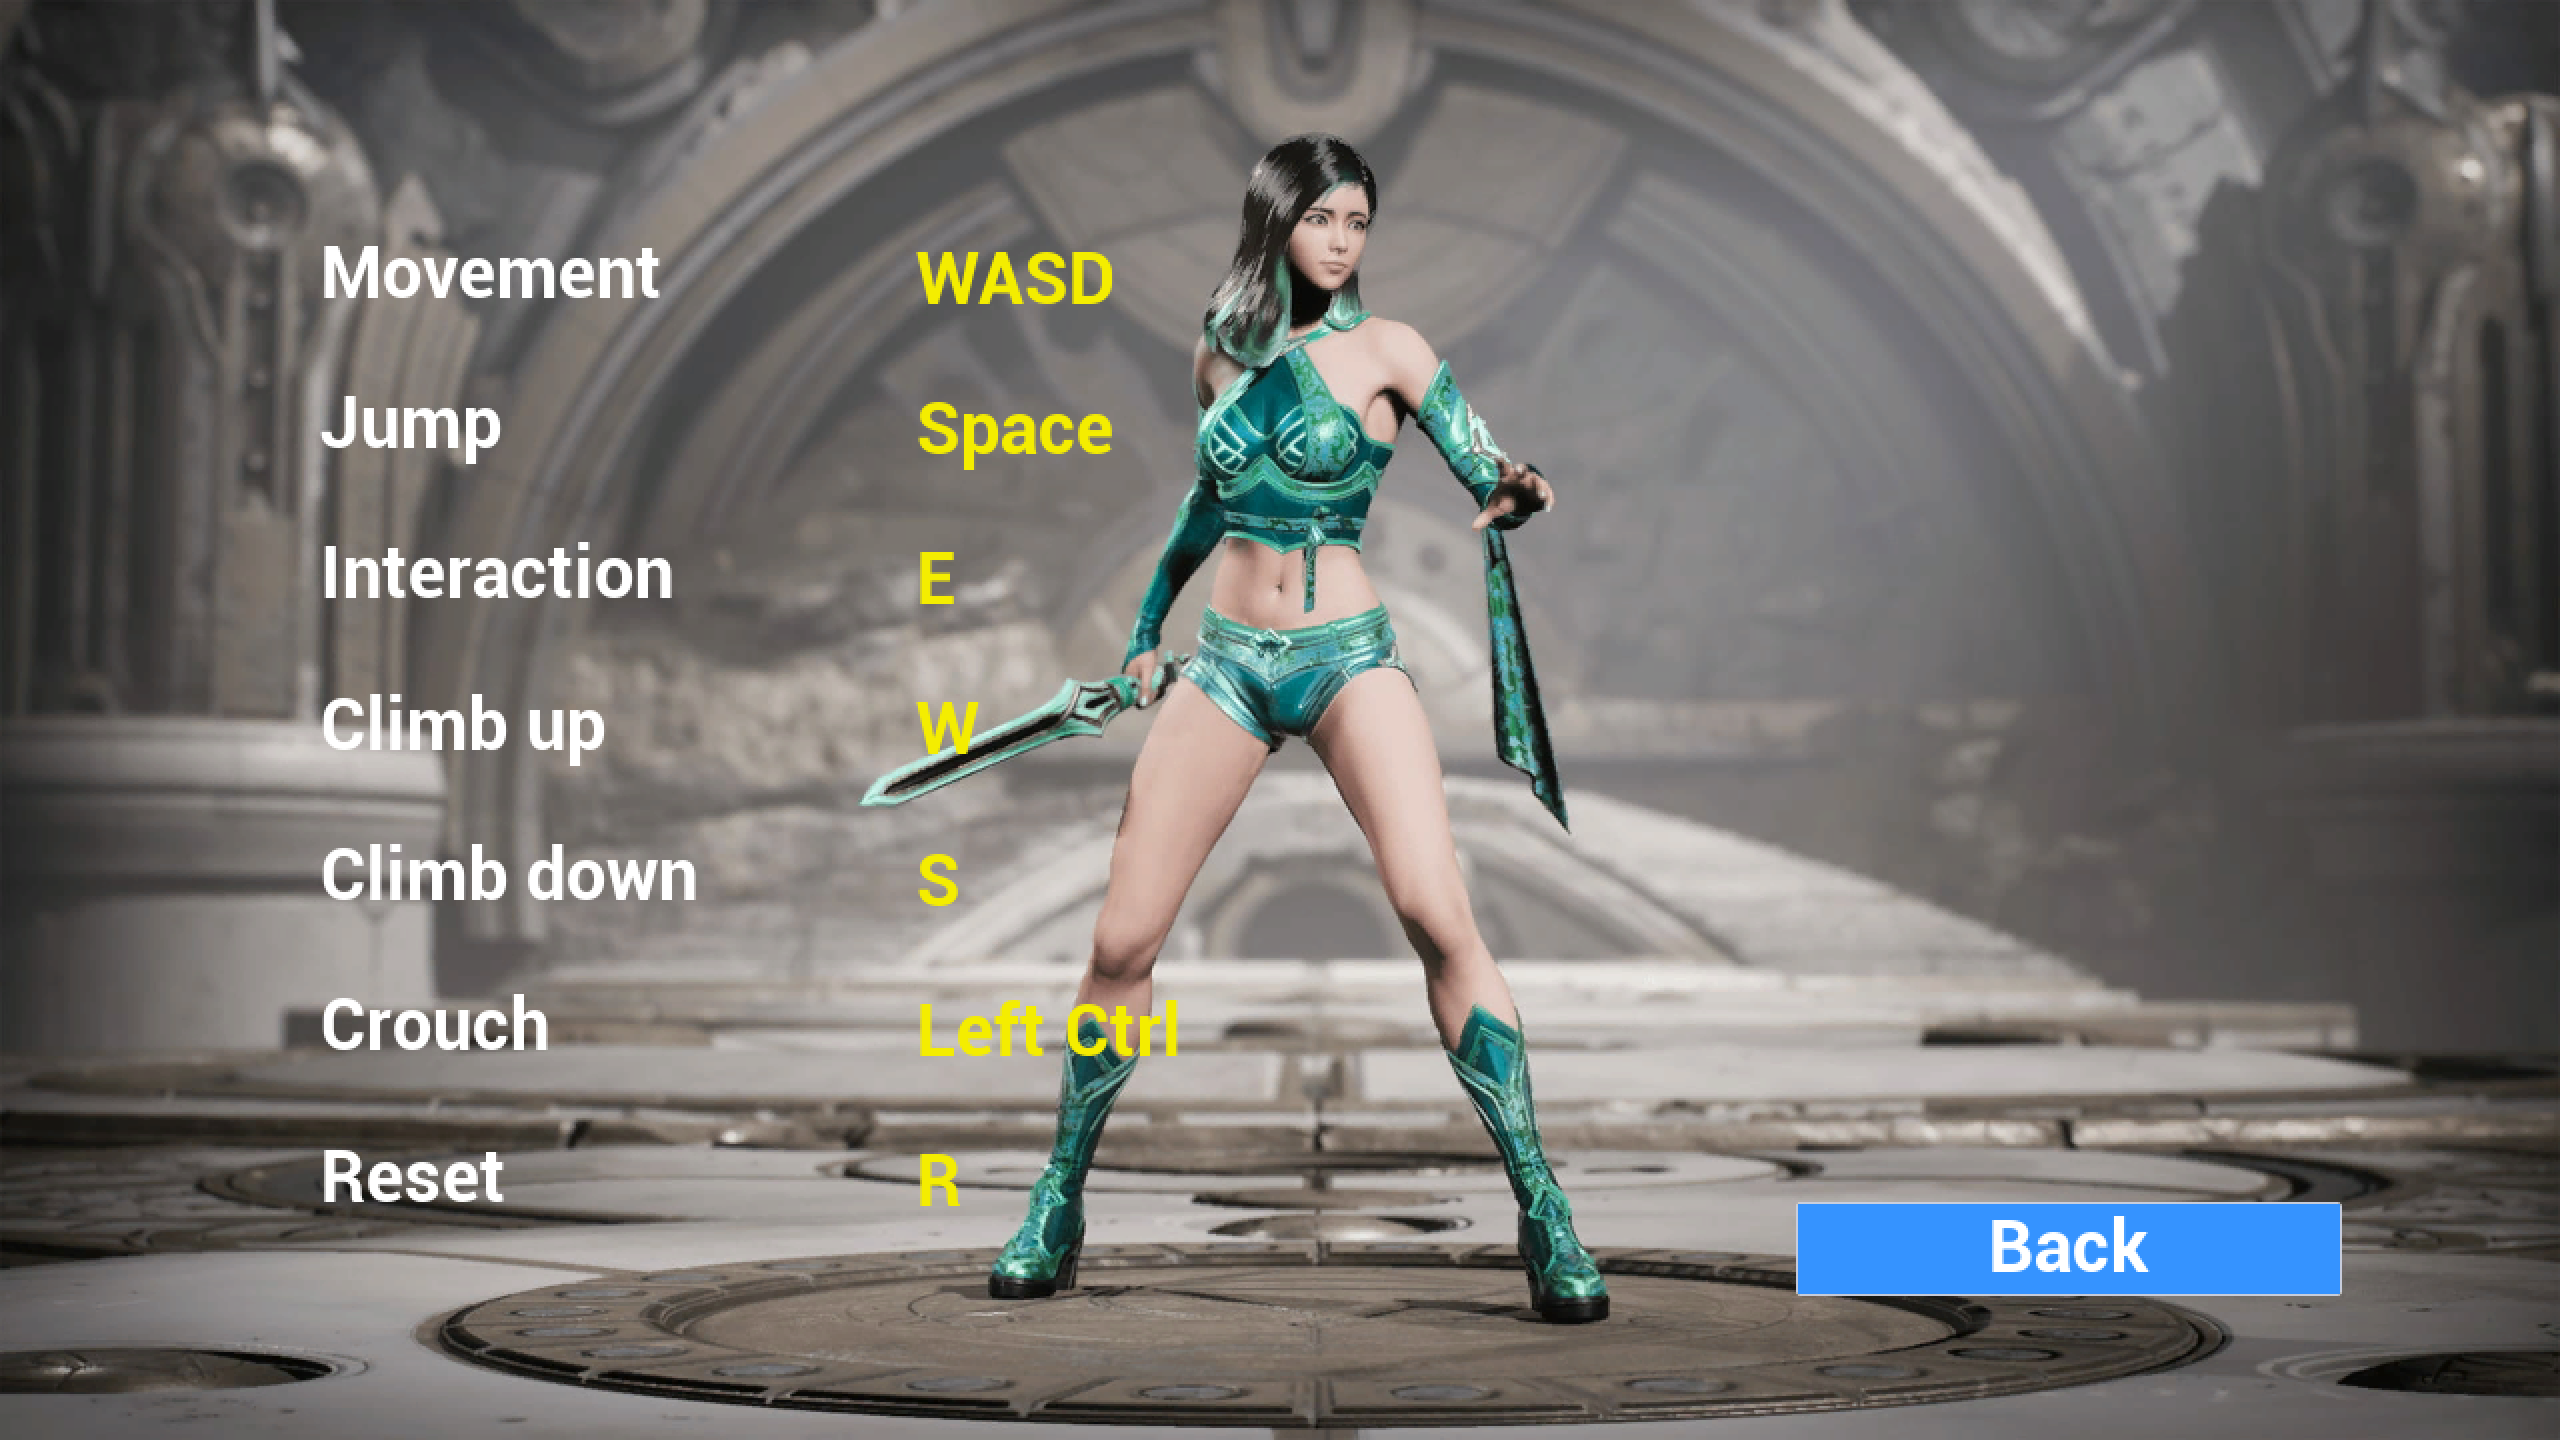 Movement WASD
Jump Space
Interaction E
Climb up W
Climb down S
Crouch Left Ctrl
Reset R
Back